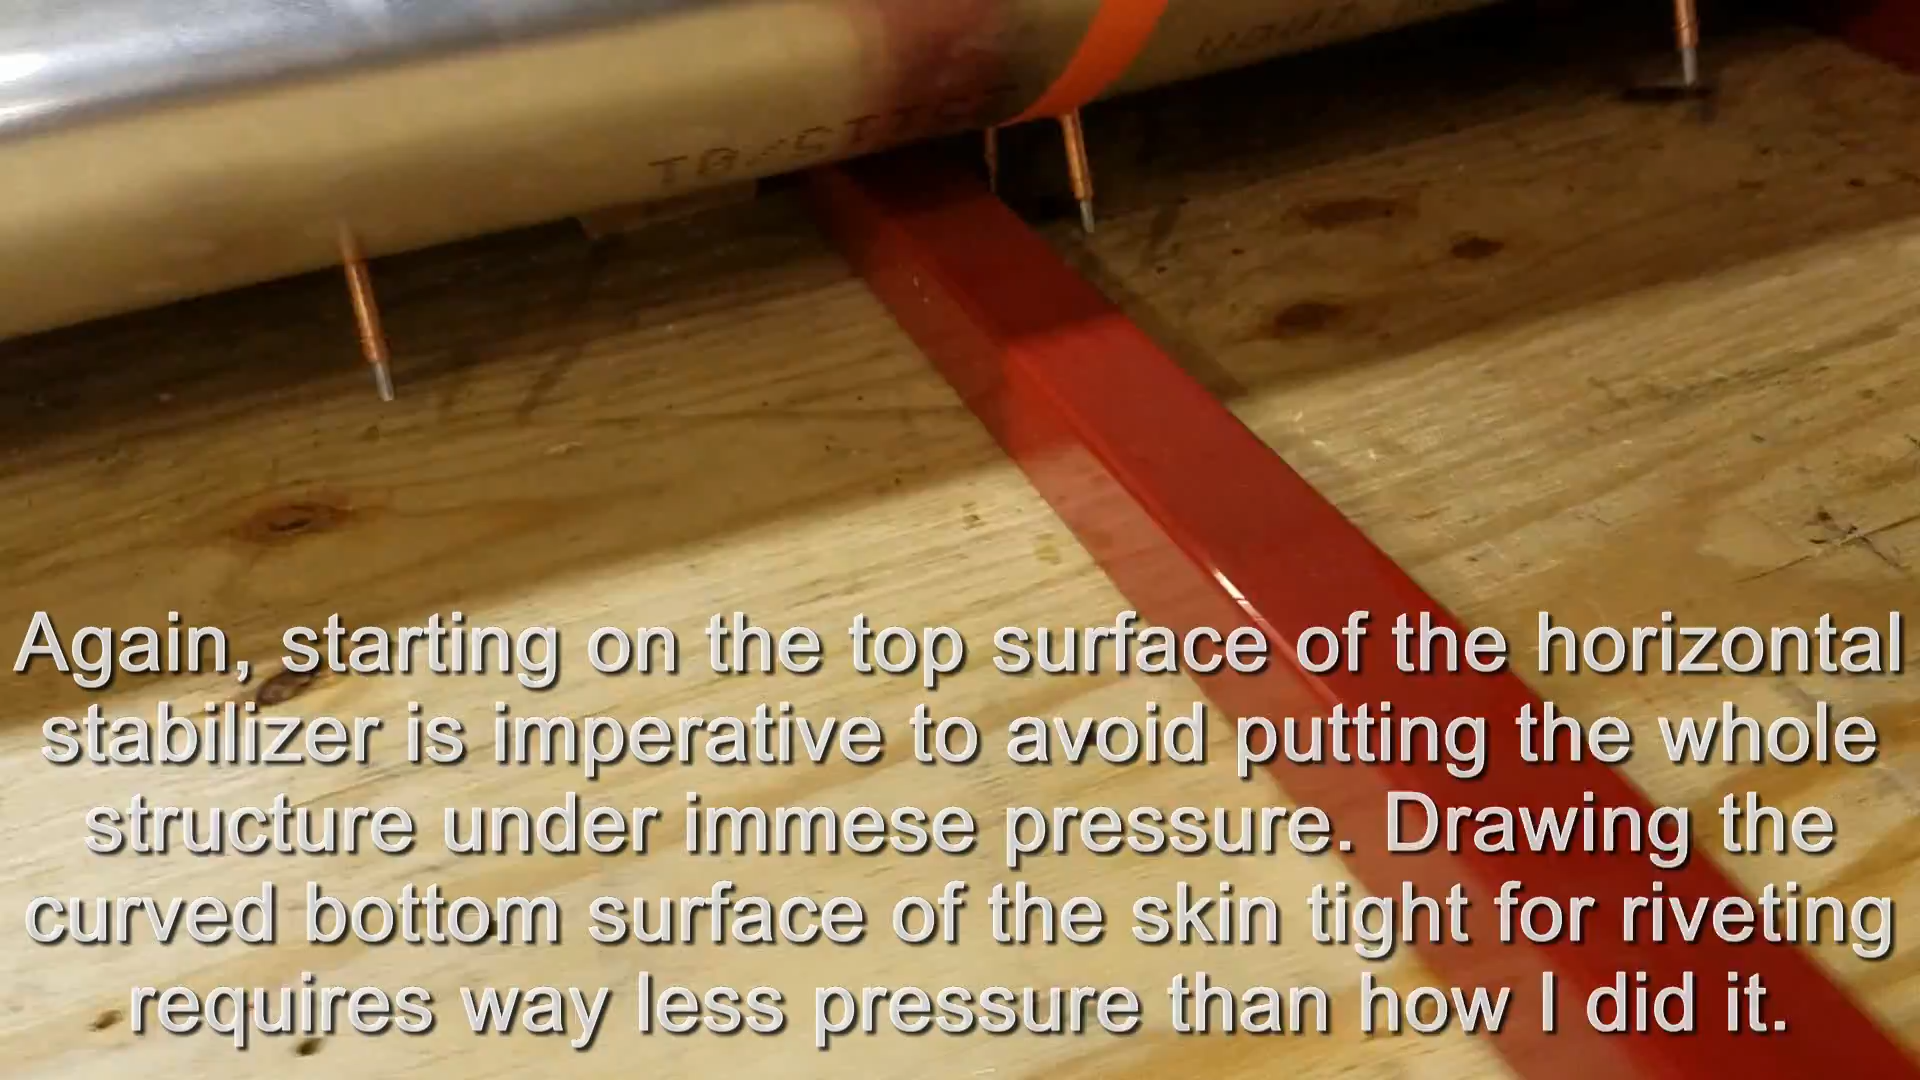 Again, starting on the top surface of the horizontal
stabilizer is imperative to avoid putting the whole
structure under immese pressure. Drawing the
curved bottom surface of the skin tight for riveting
requires way less pressure than how I did it.